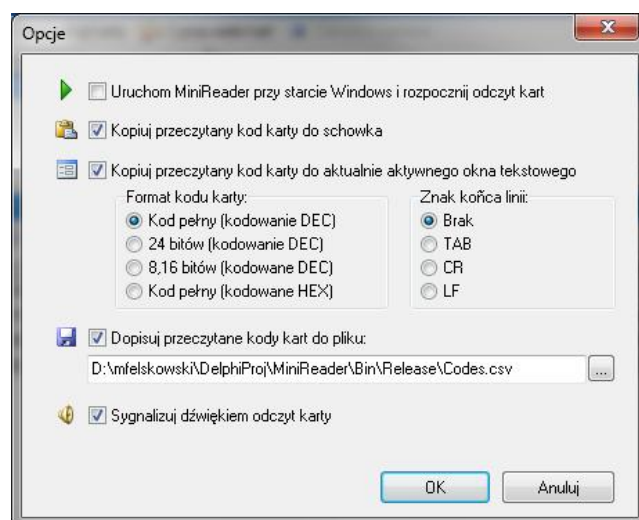 Opcje
Uruchom MiniReader przy starcie Windows i rozpocznij odczyt kart
Kopiuj przeczytany kod karty do schowka
Kopiuj przeczytany kod karty do aktualnie aktywnego okna tekstowego
Format kodu karty:
Kod pełny (kodowanie DEC)
24 bitów (kodowanie DEC)
8,16 bitów (kodowane DEC)
Kod pełny (kodowane HEX)
Znak końca linii:
Brak
TAB
CR
LF
Dopisuj przeczytane kody kart do pliku:
D:\mfelskowski\DelphiProj\MiniReader\Bin\Release\Codes.csv
...
Sygnalizuj dźwiękiem odczyt karty
OK
Anuluj